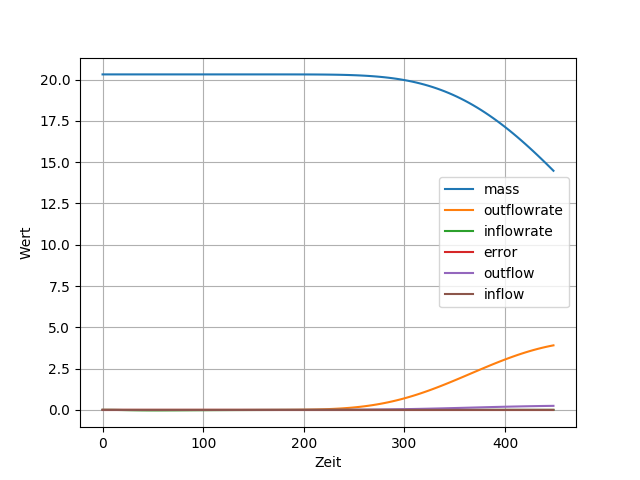 20.0
17.5
15.0
12.5
10.0
7.5
5.0
2.5
0.0
Wert
0 100 200 300 400
Zeit
mass
outflowrate
inflowrate
error
outflow
inflow